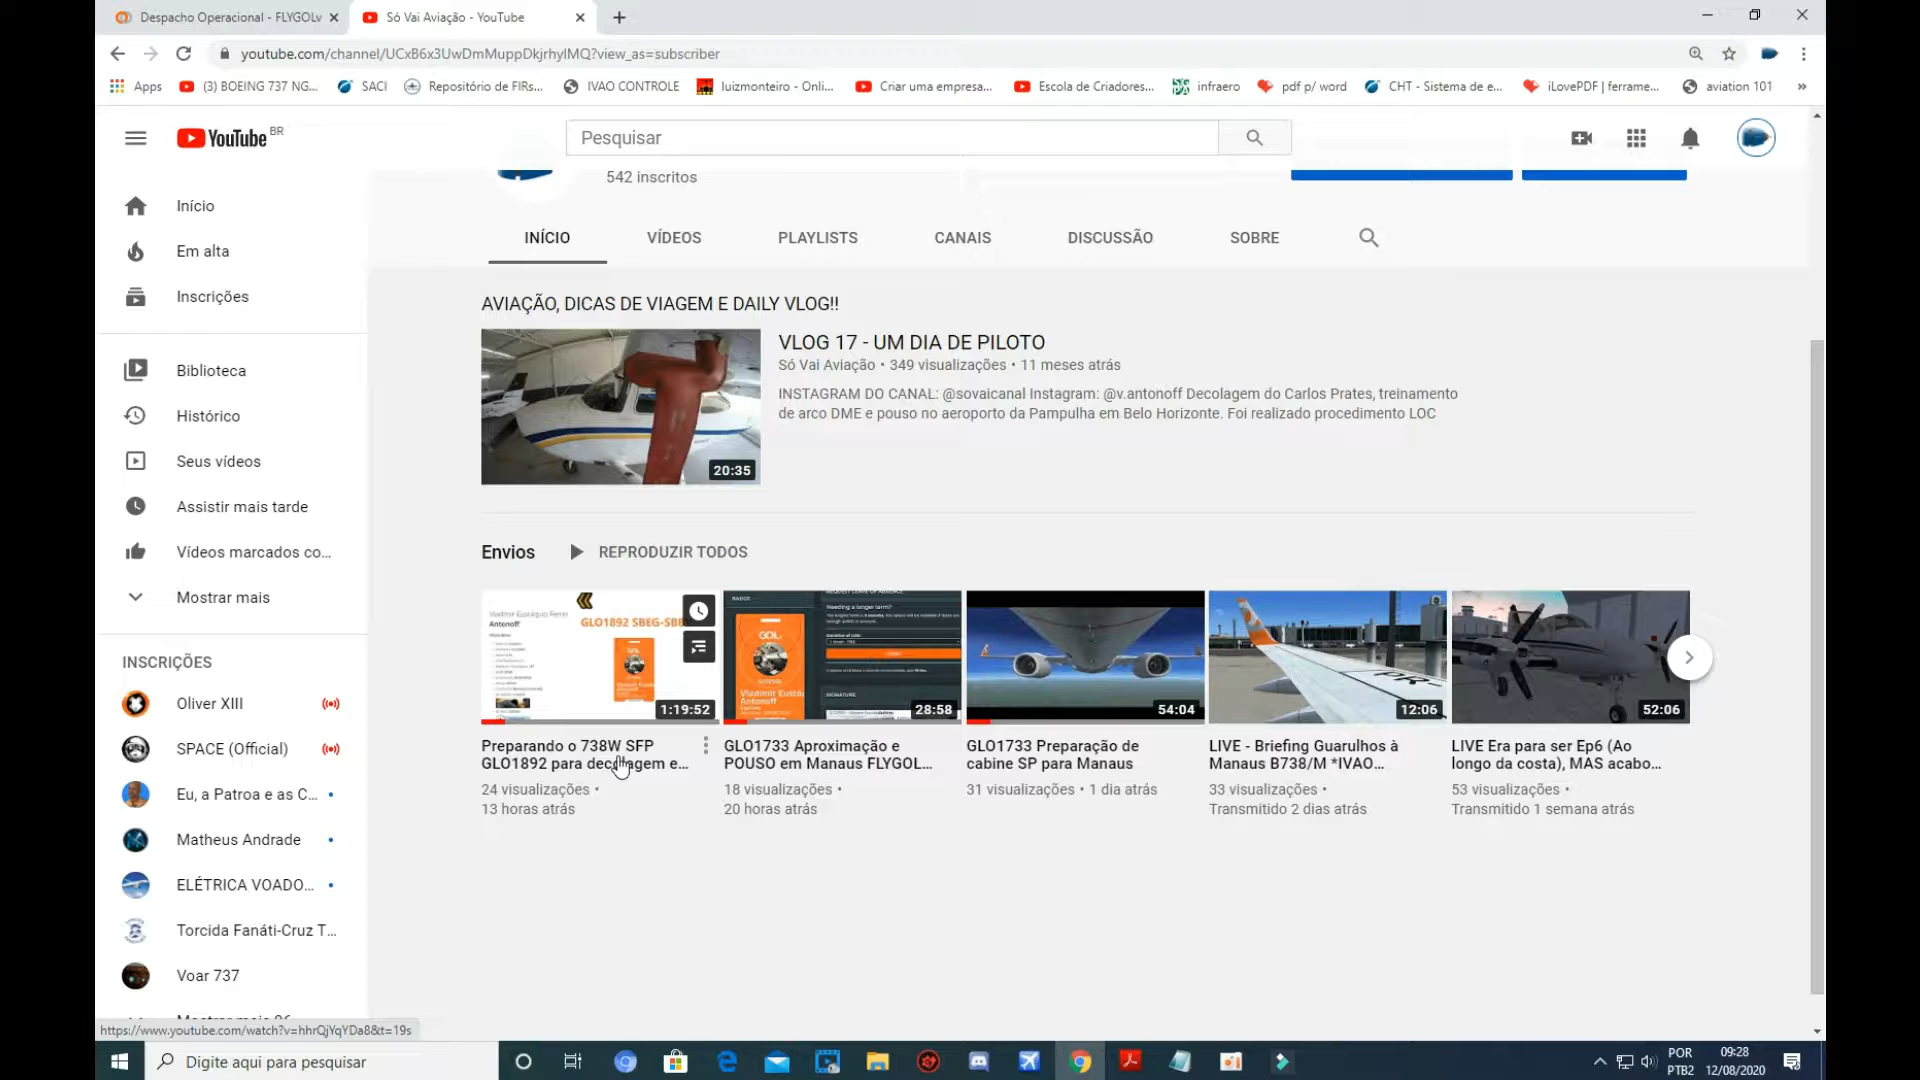 Despacho Operacional - FLYGOLv
Só Vai Aviação - YouTube
youtube.com/channel/UCxB6x3UwDmMuppDkjrhyIMQ?view_as=subscriber
Apps
(3) BOEING 737 NG...
SACI
Repositório de FIRs...
IVAO CONTROLE
luizmonteiro - Onli...
Criar uma empresa...
Escola de Criadores...
infraero
pdf p/ word
CHT - Sistema de e...
iLovePDF | ferrame...
aviation 101
YouTube BR
Pesquisar
542 inscritos
INÍCIO
VÍDEOS
PLAYLISTS
CANAIS
DISCUSSÃO
SOBRE
Início
Em alta
Inscrições
Biblioteca
Histórico
Seus vídeos
Assistir mais tarde
Vídeos marcados co...
Mostrar mais
INSCRIÇÕES
Oliver XIII
SPACE (Official)
Eu, a Patroa e as C...
Matheus Andrade
ELÉTRICA VOADO...
Torcida Fanáti-Cruz T...
Voar 737
AVIAÇÃO, DICAS DE VIAGEM E DAILY VLOG!!
20:35
VLOG 17 - UM DIA DE PILOTO
Só Vai Aviação • 349 visualizações • 11 meses atrás
INSTAGRAM DO CANAL: @sovaicanal Instagram: @v.antonoff Decolagem do Carlos Prates, treinamento
de arco DME e pouso no aeroporto da Pampulha em Belo Horizonte. Foi realizado procedimento LOC
Envios
REPRODUZIR TODOS
Antonoff
GLO1892 SBEG-SBB
1:19:52
Preparando o 738W SFP
GLO1892 para decolagem e...
24 visualizações •
13 horas atrás
BADGE
Needing a longer term?
GOL
Vladimir Eustá
Antonoff
SIGNATURE
28:58
GLO1733 Aproximação e
POUSO em Manaus FLYGOL...
18 visualizações •
20 horas atrás
54:04
GLO1733 Preparação de
cabine SP para Manaus
31 visualizações • 1 dia atrás
PR-
12:06
LIVE - Briefing Guarulhos à
Manaus B738/M *IVAO...
33 visualizações •
Transmitido 2 dias atrás
52:06
LIVE Era para ser Ep6 (Ao
longo da costa), MAS acabo...
53 visualizações •
Transmitido 1 semana atrás
https://www.youtube.com/watch?v=hhrQjYqYDa8&t=19s
Digite aqui para pesquisar
POR
PTB2
09:28
12/08/2020